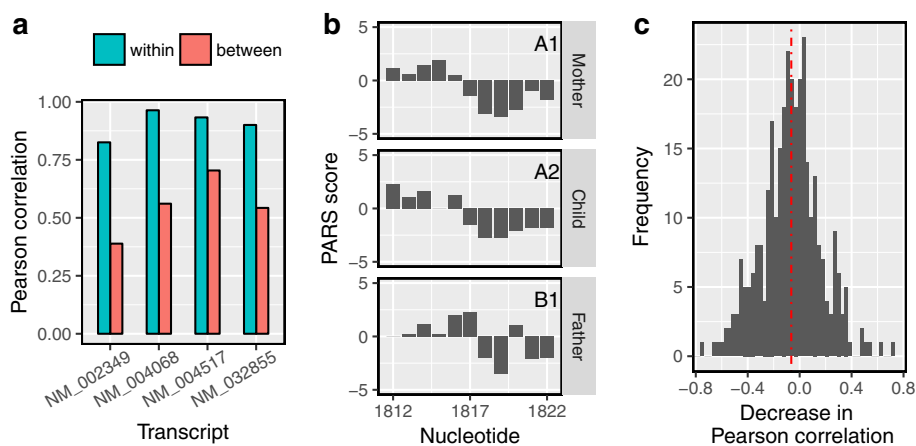 a
within between
Pearson correlation
1.00
0.75
0.50
0.25
0.00
NM_002349 NM_004068 NM_004517 NM_032855
Transcript
b
PARS score
5
0
−5
A1
Mother
5
0
−5
A2
Child
5
0
−5
B1
Father
1812 1817 1822
Nucleotide
c
Frequency
20
15
10
5
0
−0.8 −0.4 0.0 0.4 0.8
Decrease in
Pearson correlation